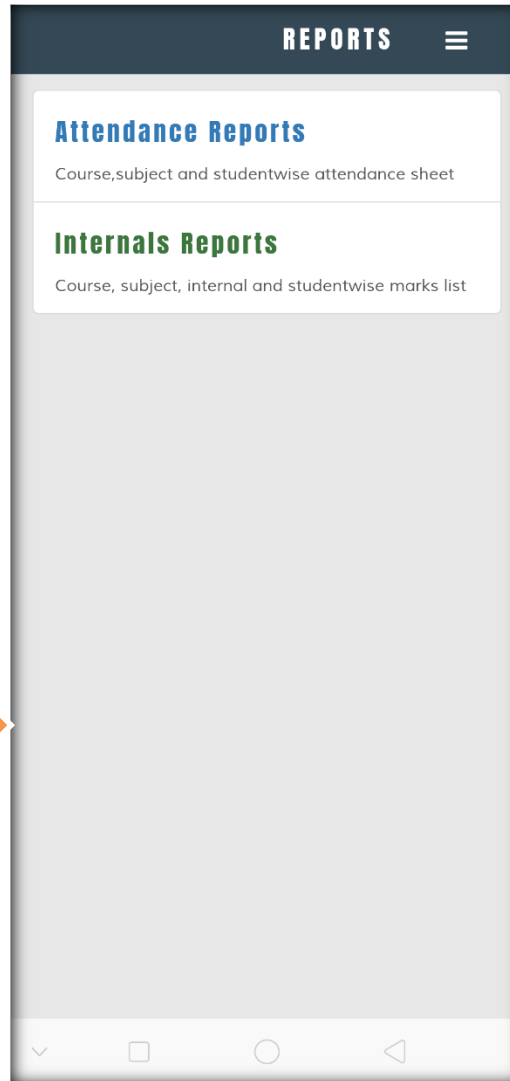 REPORTS
Attendance Reports
Course,subject and studentwise attendance sheet
Internals Reports
Course, subject, internal and studentwise marks list